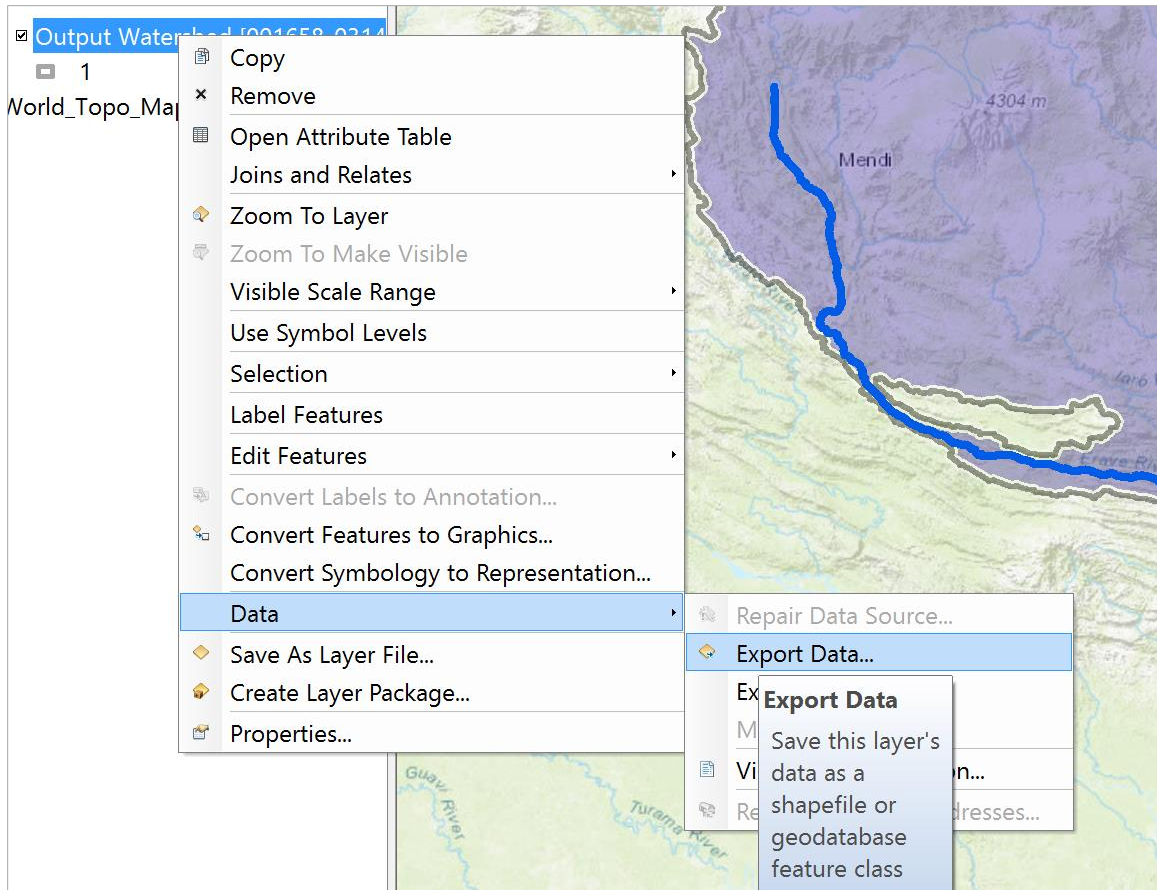 Output Watershed [001658_0314
1
World_Topo_Map
Copy
Remove
Open Attribute Table
Joins and Relates
Zoom To Layer
Zoom To Make Visible
Visible Scale Range
Use Symbol Levels
Selection
Label Features
Edit Features
Convert Labels to Annotation...
Convert Features to Graphics...
Convert Symbology to Representation...
Data
Save As Layer File...
Create Layer Package...
Properties...
Repair Data Source...
Export Data...
Export Data
Save this layer's
data as a
shapefile or
geodatabase
feature class
4304 m
Mendi
Guavi River
Turama River